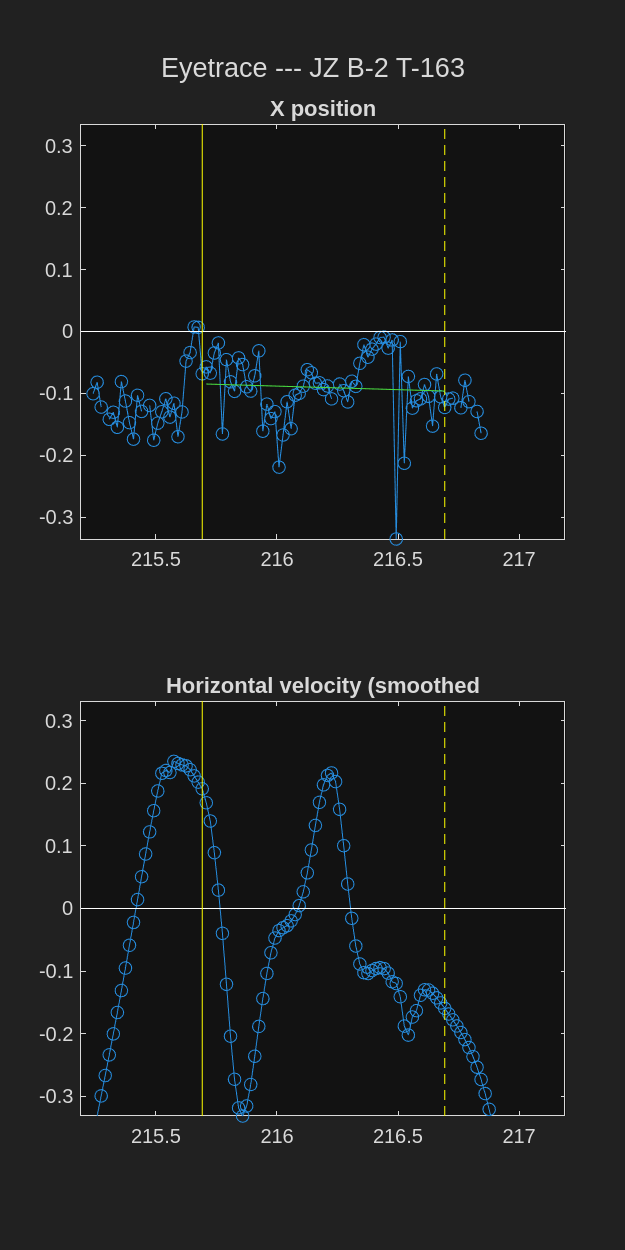 Eyetrace --- JZ B-2 T-163
X position
0.3
0.2
0.1
0
-0.1
-0.2
-0.3
215.5 216 216.5 217
Horizontal velocity (smoothed
0.3
0.2
0.1
0
-0.1
-0.2
-0.3
215.5 216 216.5 217